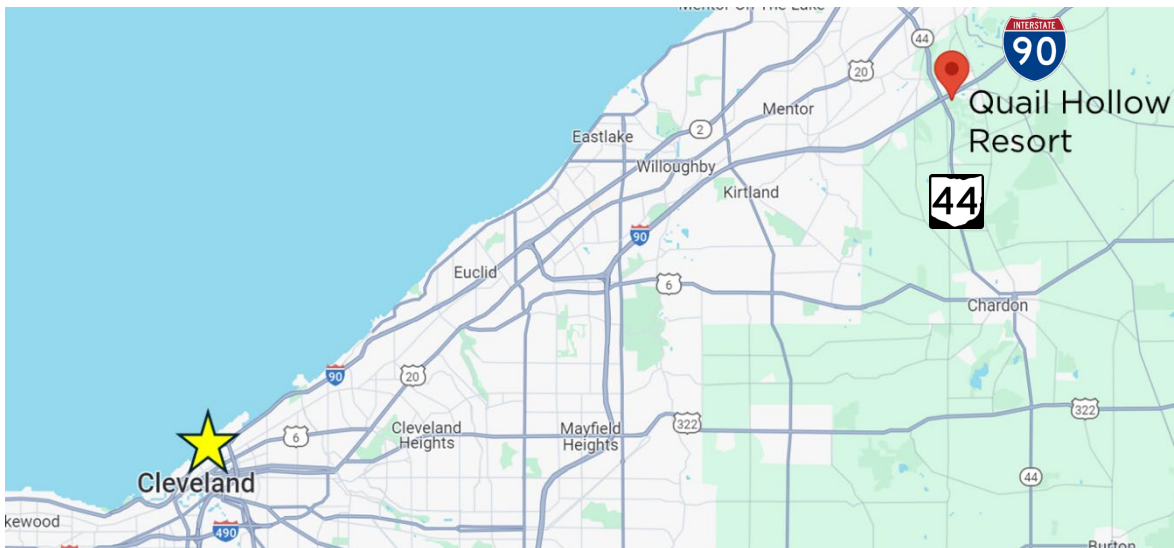 Mentor-On-The-Lake
44
INTERSTATE
90
20
Quail Hollow
Resort
Mentor
2
Eastlake
Willoughby
Kirtland
44
90
Euclid
6
Chardon
90
20
322
6
Cleveland
Heights
Mayfield
Heights
322
Cleveland
44
kewood
490
Burton